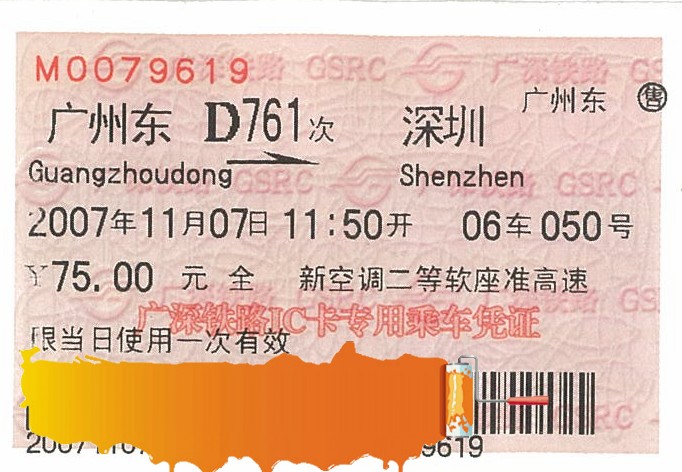 M0079619
广州东 售
广州东 D761次 深圳
Guangzhoudong Shenzhen
2007年11月07日 11:50开 06车050号
¥75.00 元 全 新空调二等软座准高速
广深铁路IC卡专用乘车凭证
限当日使用一次有效
9619